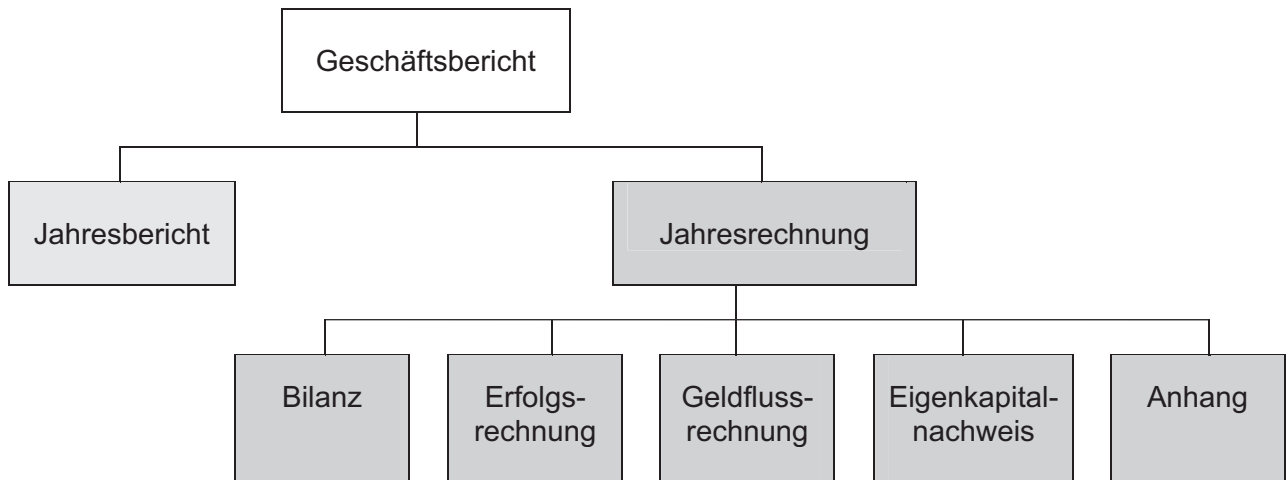 Geschäftsbericht
Jahresbericht
Jahresrechnung
Bilanz
Erfolgs-
rechnung
Geldfluss-
rechnung
Eigenkapital-
nachweis
Anhang